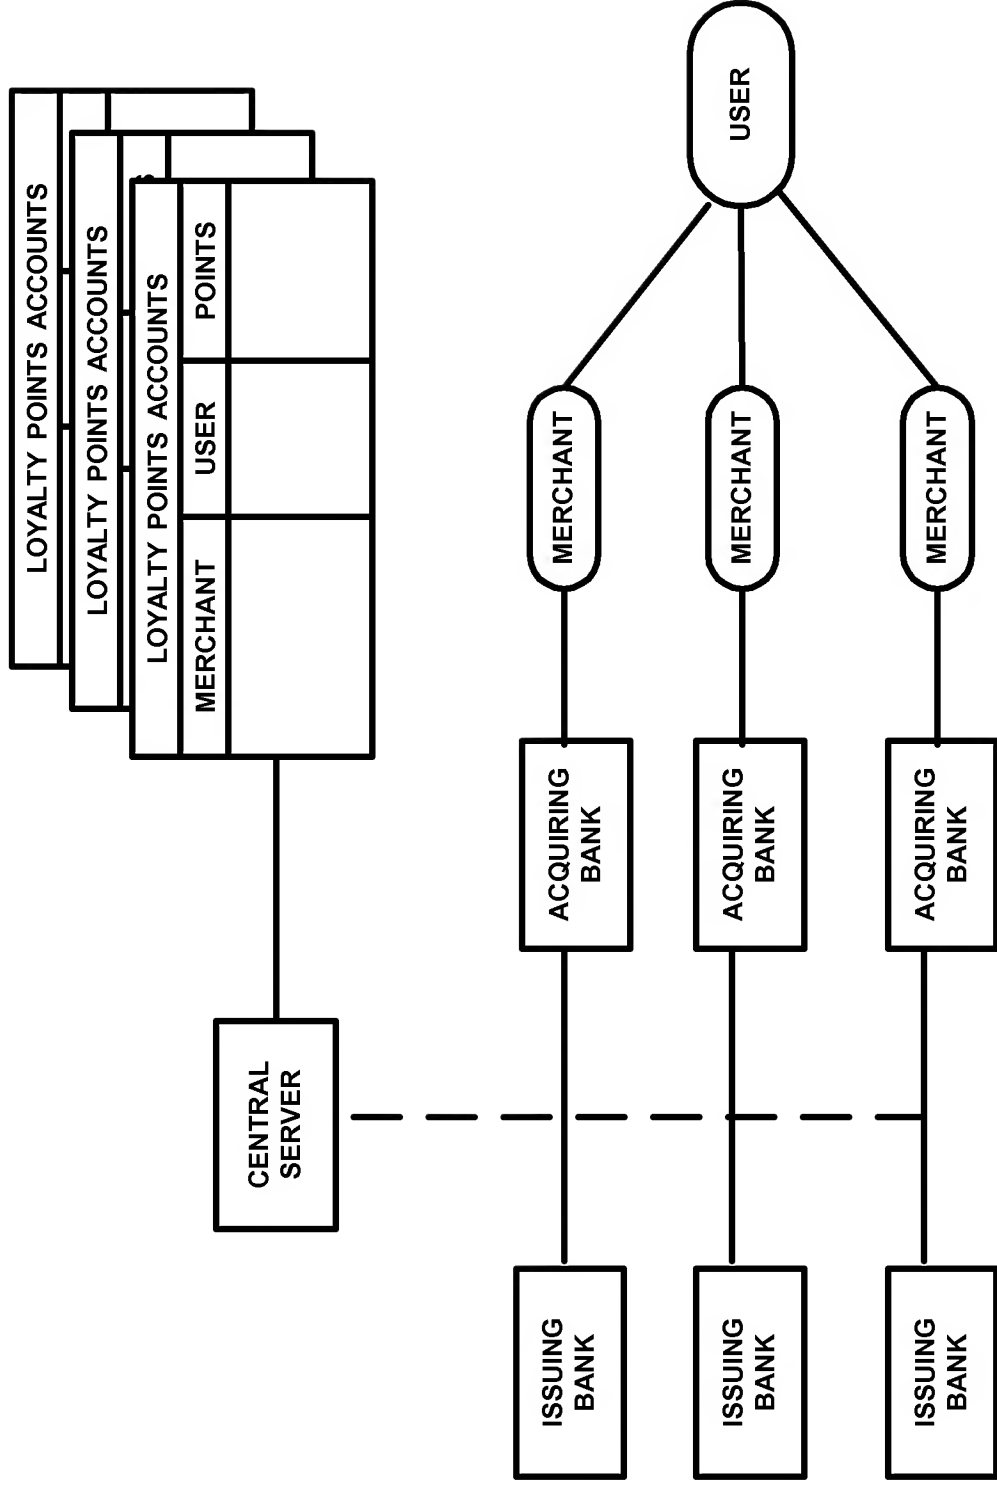 LOYALTY POINTS ACCOUNTS
LOYALTY POINTS ACCOUNTS
LOYALTY POINTS ACCOUNTS
MERCHANT USER POINTS
CENTRAL
SERVER
ISSUING
BANK
ACQUIRING
BANK
MERCHANT
ISSUING
BANK
ACQUIRING
BANK
MERCHANT
USER
ISSUING
BANK
ACQUIRING
BANK
MERCHANT